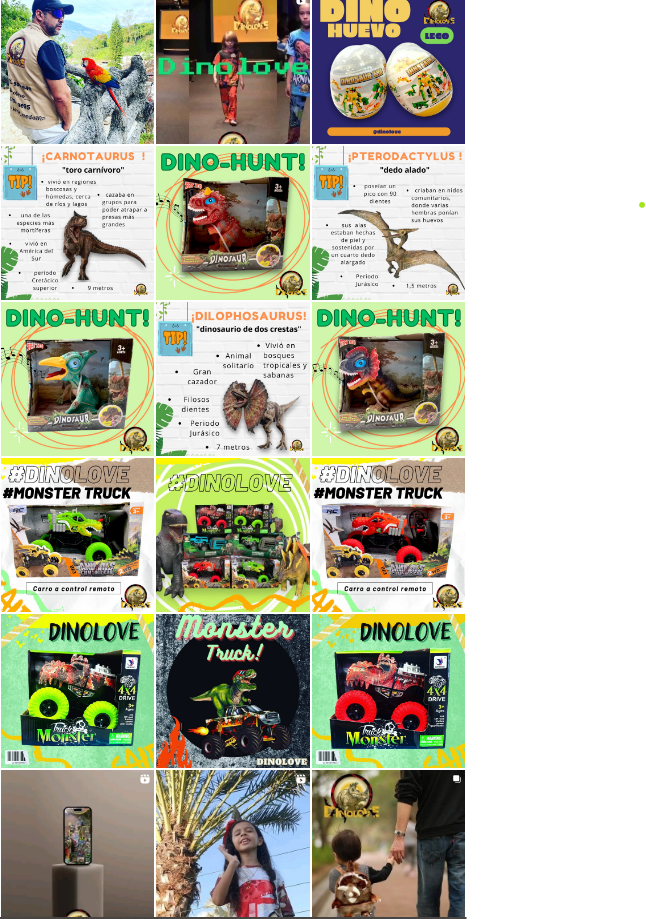 Dinolove
DINO
HUEVO
LEGO
@dinolove
¡CARNOTAURUS !
"toro carnívoro"
TIP!
• vivió en regiones
boscosas y
húmedas, cerca
de ríos y lagos
• cazaba en
grupos para
poder atrapar a
presas más
grandes
• una de las
especies más
mortíferas
• vivió en
América del
Sur
• periodo
Cretácico
superior
• 9 metros
DINO-HUNT!
3+
DINOSAUR
¡PTERODACTYLUS !
"dedo alado"
TIP!
• poseían un
pico con 90
dientes
• criaban en nidos
comunitarios,
donde varias
hembras ponían
sus huevos
• sus alas
estaban hechas
de piel y
sostenidas por
un cuarto dedo
alargado
• Periodo
Jurásico
• 1,5 metros
DINO-HUNT!
3+
DINOSAUR
¡DILOPHOSAURUS!
"dinosaurio de dos crestas"
TIP!
• Animal
solitario
• Vivió en
bosques
tropicales y
sabanas
• Gran
cazador
• Filosos
dientes
• Periodo
Jurásico
• 7 metros
DINO-HUNT!
3+
DINOSAUR
#DINOLOVE
#MONSTER TRUCK
Carro a control remoto
#DINOLOVE
#DINOLOVE
#MONSTER TRUCK
Carro a control remoto
DINOLOVE
4X4
DRIVE
3+
Truck
Monster
Monster
Truck!
DINOLOVE
DINOLOVE
4X4
DRIVE
3+
Truck
Monster